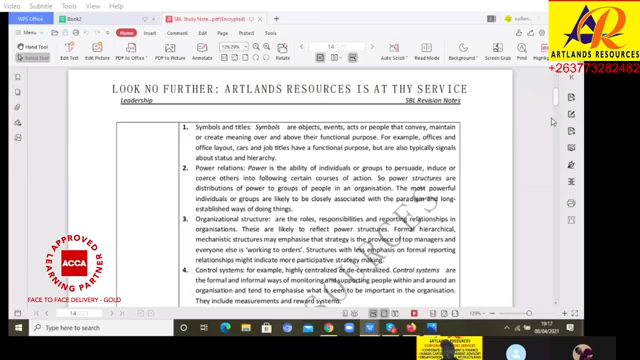 Media Video Subtitle Tools View Help
WPS Office
Book2
SBL Study Note...pdf(Encrypted)
Menu
Home
Insert
Comment
Edit
Page
Protect
Tools
Hand Tool
Select Tool
Edit Text
Edit Picture
PDF to Word
129.29%
14
Auto Scroll
Read Mode
Background
Screen Grab
Find
ARTLANDS RESOURCES
+263773282482
LOOK NO FURTHER: ARTLANDS RESOURCES IS AT THY SERVICE
Leadership SBL Revision Notes
1. Symbols and titles: Symbols are objects, events, acts or people that convey, maintain
or create meaning over and above their functional purpose.
For example, offices and
office layout, cars and job titles have a functional purpose, but are also typically signals
about status and hierarchy.
2. Power relations: Power is the ability of individuals or groups to persuade, induce or
coerce others into following certain courses of action. So power structures are
distributions of power to groups of people in an organisation. The most powerful
individuals or groups are likely to be closely associated with the paradigm and long-
established ways of doing things.
3. Organizational structure: are the roles, responsibilities and reporting relationships in
organisations. These are likely to reflect power structures. Formal hierarchical,
mechanistic structures may emphasise that strategy is the province of top managers and
everyone else is 'working to orders'. Structures with less emphasis on formal reporting
relationships might indicate more participative strategy making.
4. Control systems: for example, highly centralized or de-centralized. Control systems are
the formal and informal ways of monitoring and supporting people within and around an
organisation and tend to emphasise what is seen to be important in the organisation.
They include measurements and reward systems.
APPROVED
ACCA
LEARNING PARTNER
FACE TO FACE DELIVERY - GOLD
14
129%
Type here to search
19:17
08/04/2021